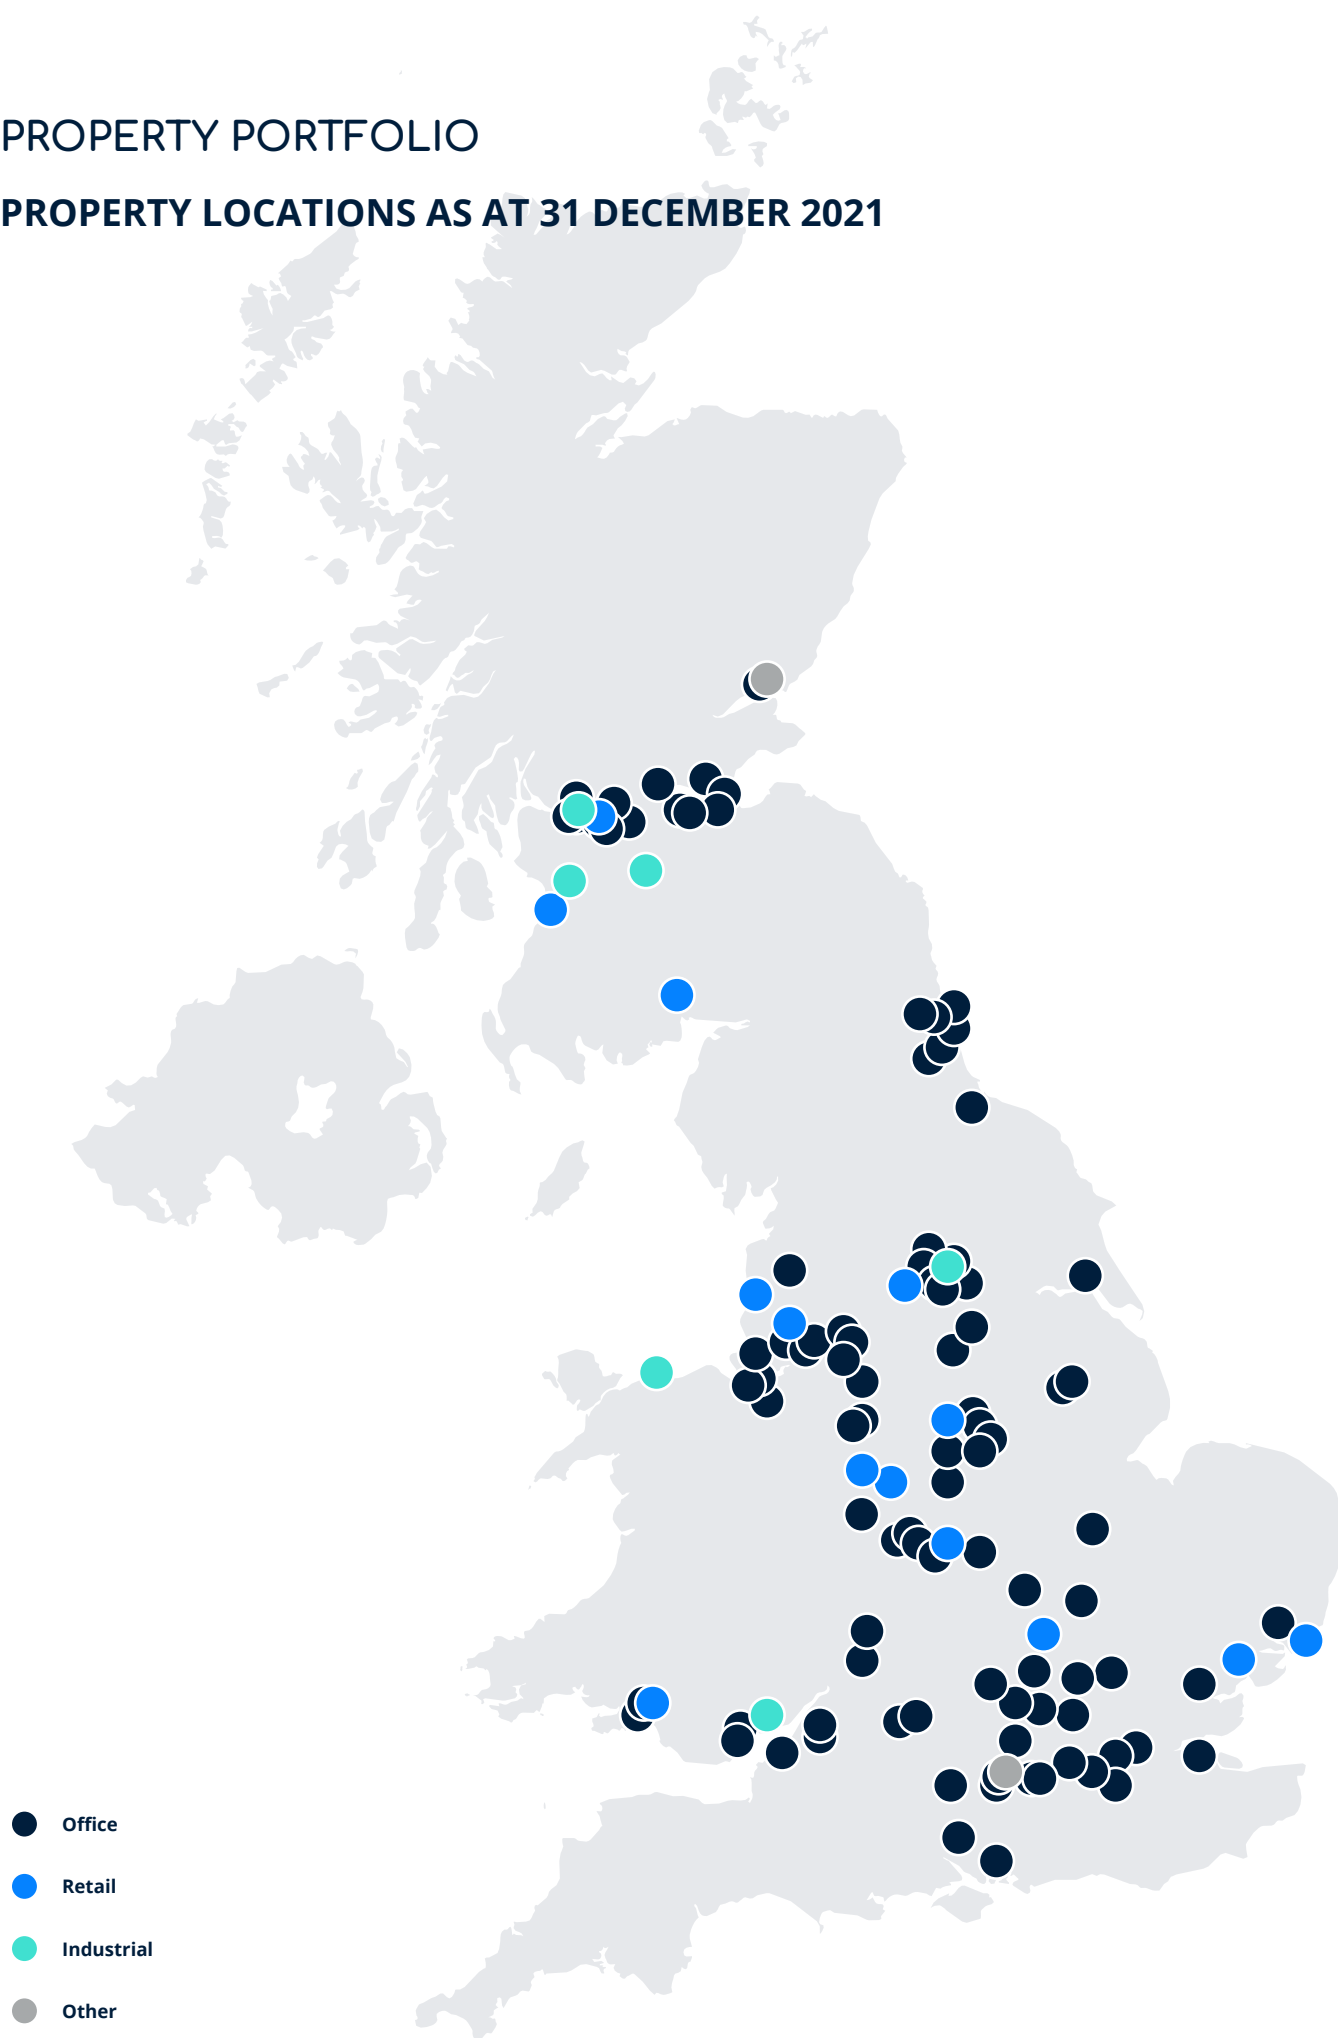 PROPERTY PORTFOLIO
PROPERTY LOCATIONS AS AT 31 DECEMBER 2021
Office
Retail
Industrial
Other